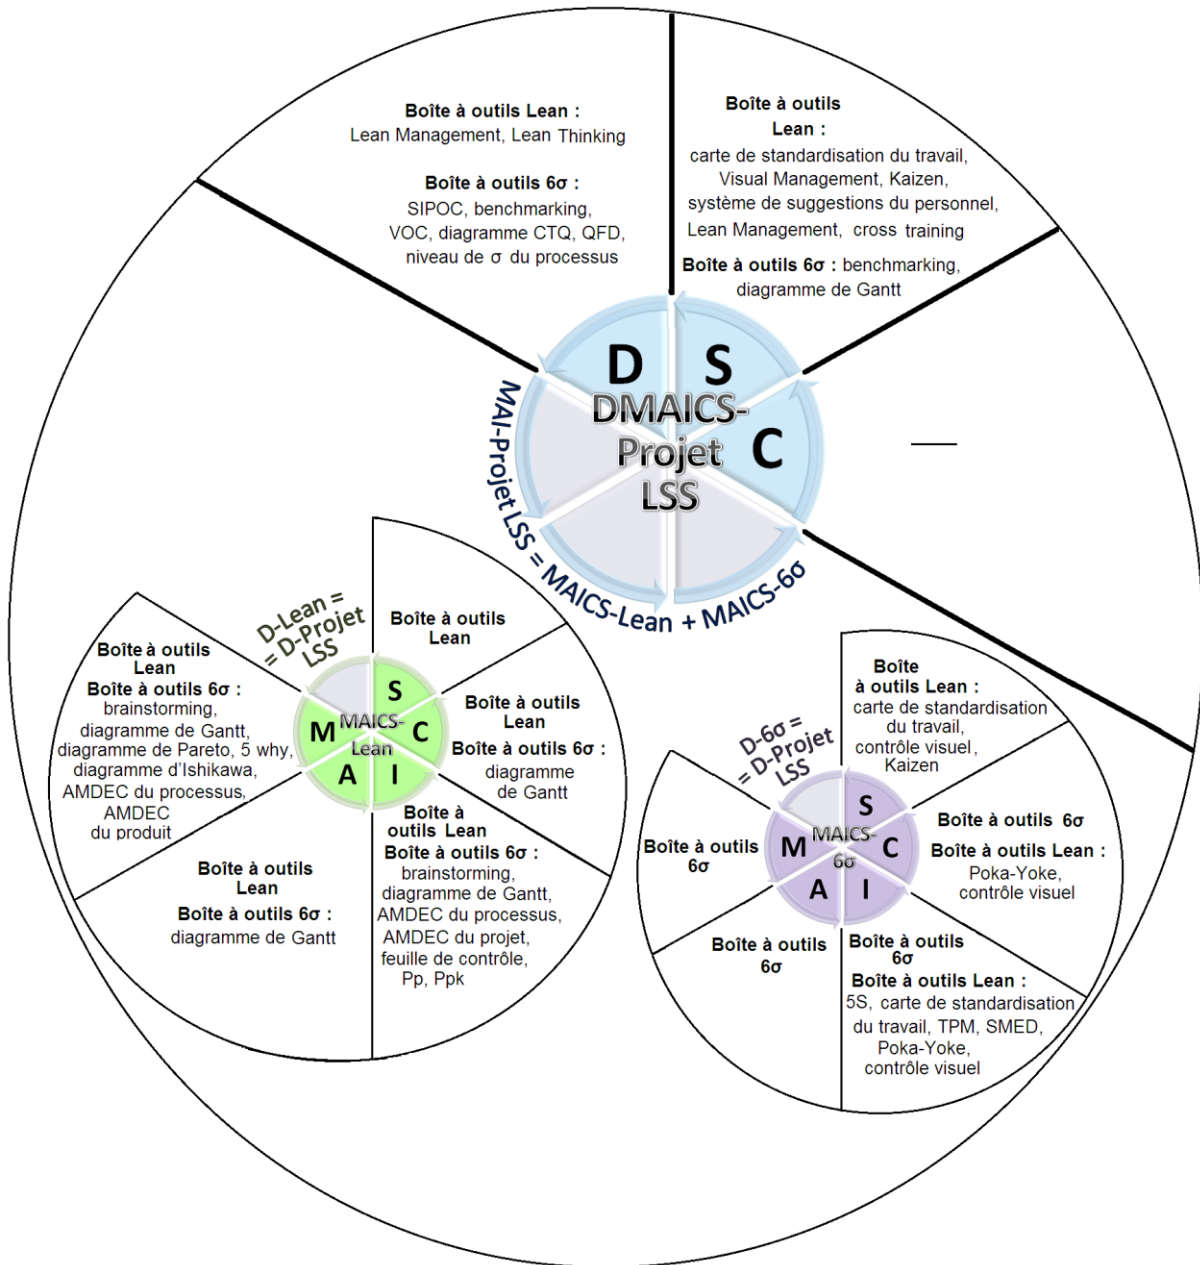 Boîte à outils Lean :
Lean Management, Lean Thinking
Boîte à outils 6σ :
SIPOC, benchmarking,
VOC, diagramme CTQ, QFD,
niveau de σ du processus
Boîte à outils
Lean :
carte de standardisation du travail,
Visual Management, Kaizen,
système de suggestions du personnel,
Lean Management, cross training
Boîte à outils 6σ : benchmarking,
diagramme de Gantt
D
S
C
DMAICS-
Projet
LSS
—
MAI-Projet LSS = MAICS-Lean + MAICS-6σ
D-Lean =
= D-Projet
LSS
Boîte à outils
Lean
Boîte à outils 6σ :
brainstorming,
diagramme de Gantt,
diagramme de Pareto, 5 why,
diagramme d'Ishikawa,
AMDEC du processus,
AMDEC
du produit
Boîte à outils
Lean
Boîte à outils
Lean
Boîte à outils 6σ :
diagramme
de Gantt
S
M
C
A
I
MAICS-
Lean
Boîte à outils
Lean
Boîte à outils 6σ :
diagramme de Gantt
Boîte à
outils Lean
Boîte à outils 6σ :
brainstorming,
diagramme de Gantt,
AMDEC du processus,
AMDEC du projet,
feuille de contrôle,
Pp, Ppk
D-6σ =
= D-Projet
LSS
Boîte
à outils Lean :
carte de standardisation
du travail,
contrôle visuel,
Kaizen
Boîte à outils
6σ
S
M
C
A
I
MAICS-
6σ
Boîte à outils 6σ
Boîte à outils Lean :
Poka-Yoke,
contrôle visuel
Boîte à outils
6σ
Boîte à outils
6σ
Boîte à outils Lean :
5S, carte de standardisation
du travail, TPM, SMED,
Poka-Yoke,
contrôle visuel